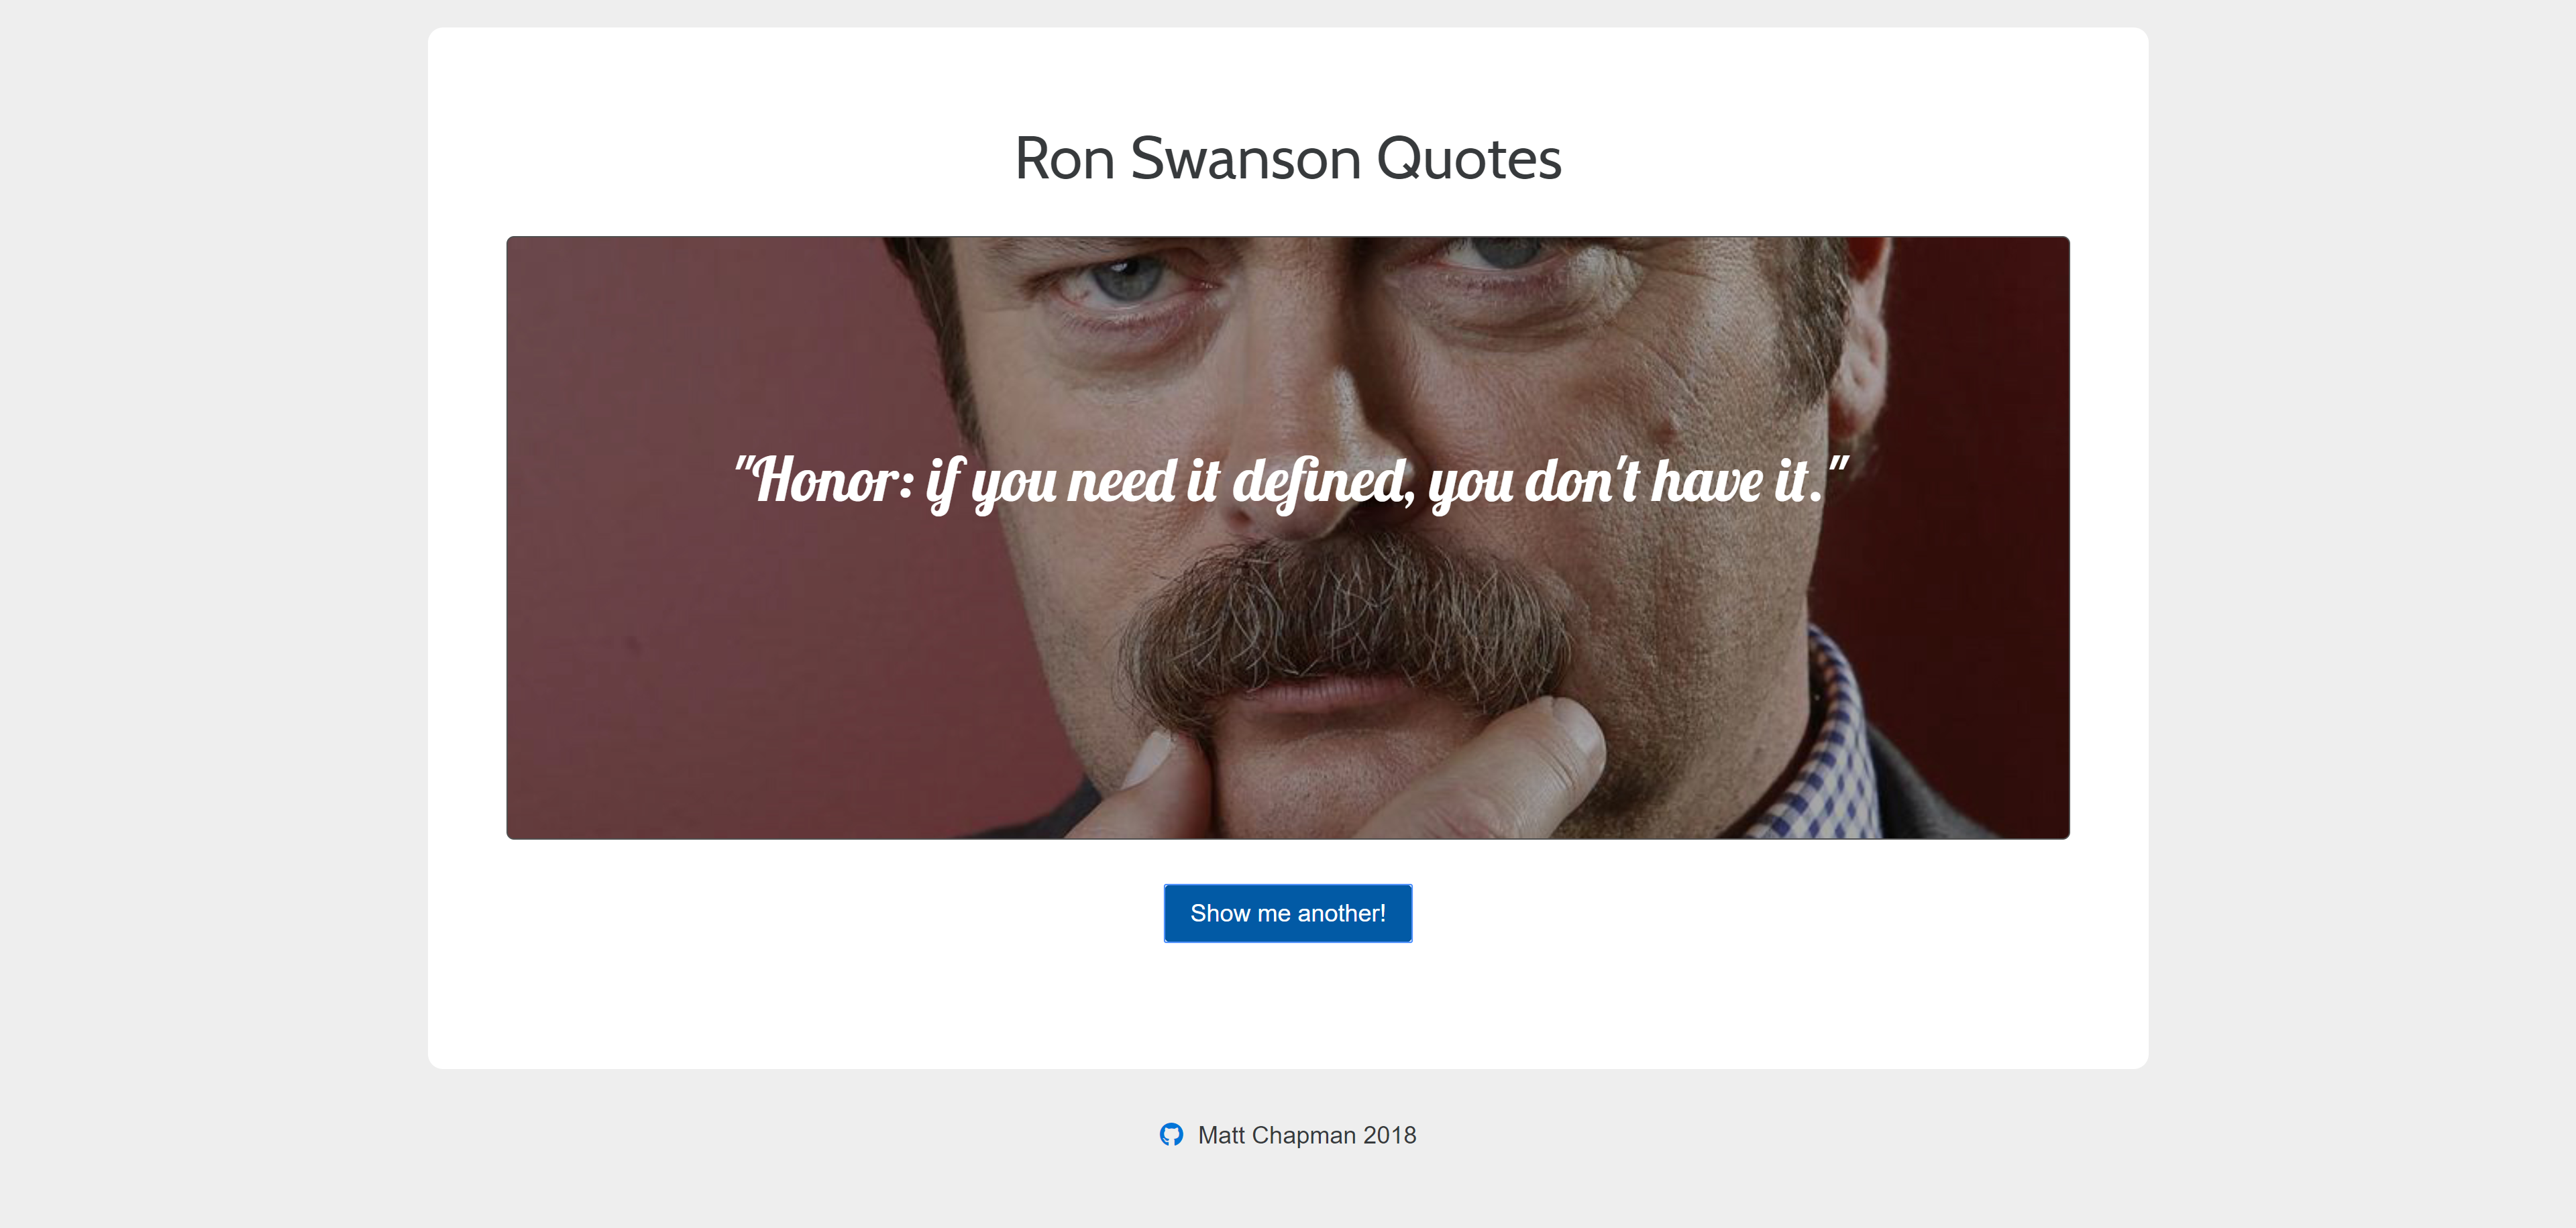 Ron Swanson Quotes
"Honor: if you need it defined, you don't have it."
Show me another!
Matt Chapman 2018